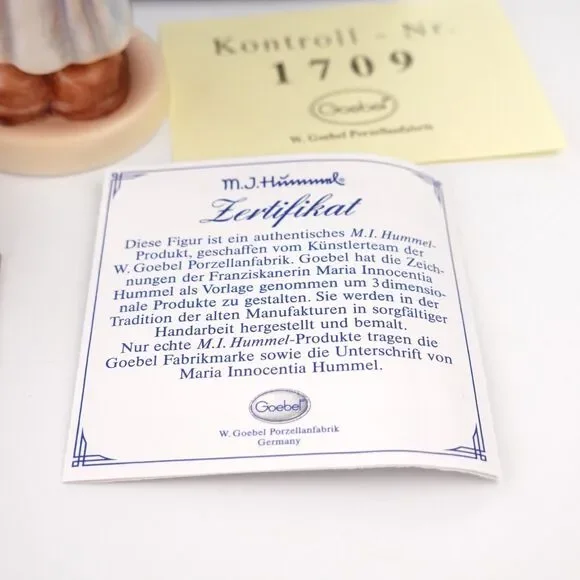 Kontroll - Nr.
1709
Goebel
W. Goebel Porzellanfabrik
M.J.Hummel®
Zertifikat
Diese Figur ist ein authentisches M.I. Hummel-
Produkt, geschaffen vom Künstlerteam der
W. Goebel Porzellanfabrik. Goebel hat die Zeich-
nungen der Franziskanerin Maria Innocentia
Hummel als Vorlage genommen um 3dimensio-
nale Produkte zu gestalten. Sie werden in der
Tradition der alten Manufakturen in sorgfältiger
Handarbeit hergestellt und bemalt.
Nur echte M.I. Hummel-Produkte tragen die
Goebel Fabrikmarke sowie die Unterschrift von
Maria Innocentia Hummel.
Goebel
W. Goebel Porzellanfabrik
Germany